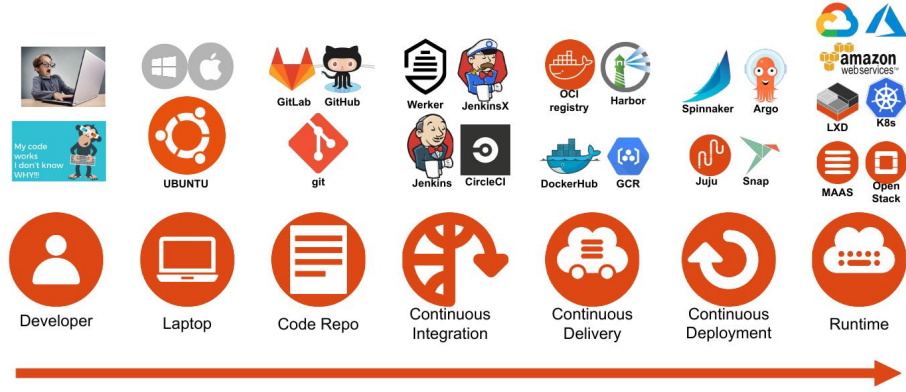 My code
works
I don't know
WHY!!!
UBUNTU
GitLab
GitHub
git
Werker
JenkinsX
Jenkins
CircleCI
OCI
registry
Harbor
DockerHub
GCR
Spinnaker
Argo
Juju
Snap
amazon
webservices™
LXD
K8s
MAAS
Open
Stack
Developer
Laptop
Code Repo
Continuous
Integration
Continuous
Delivery
Continuous
Deployment
Runtime